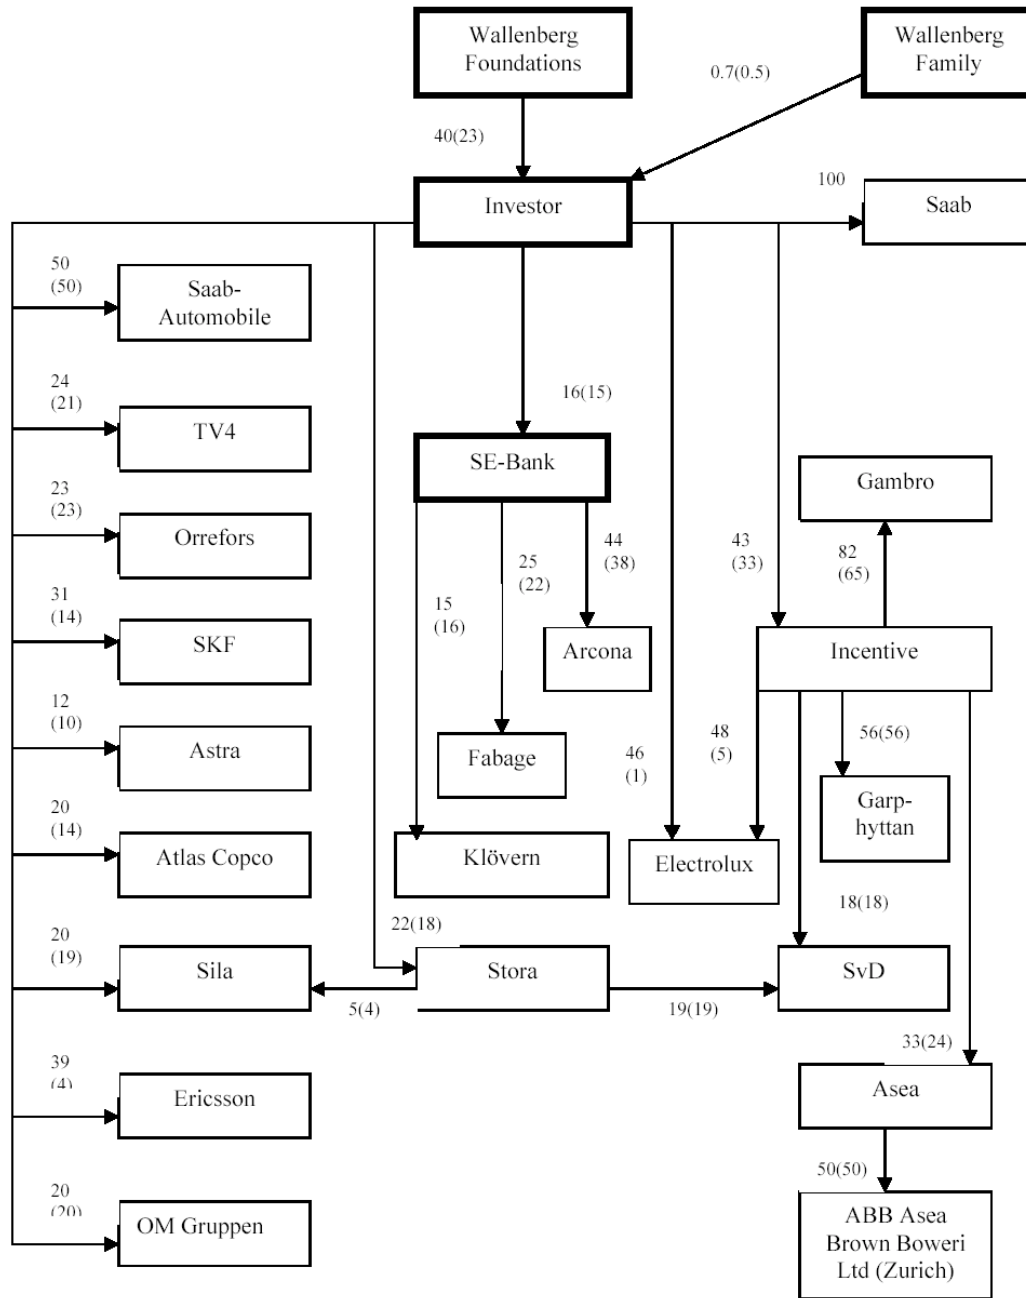 Wallenberg
Foundations
Wallenberg
Family
0.7(0.5)
40(23)
Investor
100
Saab
50
(50)
Saab-
Automobile
24
(21)
TV4
16(15)
SE-Bank
Gambro
23
(23)
Orrefors
44
(38)
25
(22)
43
(33)
82
(65)
31
(14)
SKF
15
(16)
Arcona
Incentive
12
(10)
Astra
Fabage
46
(1)
48
(5)
56(56)
Garp-
hyttan
20
(14)
Atlas Copco
Klövern
Electrolux
22(18)
18(18)
20
(19)
Sila
Stora
SvD
5(4)
19(19)
39
(4)
Ericsson
33(24)
Asea
50(50)
20
(20)
OM Gruppen
ABB Asea
Brown Boweri
Ltd (Zurich)